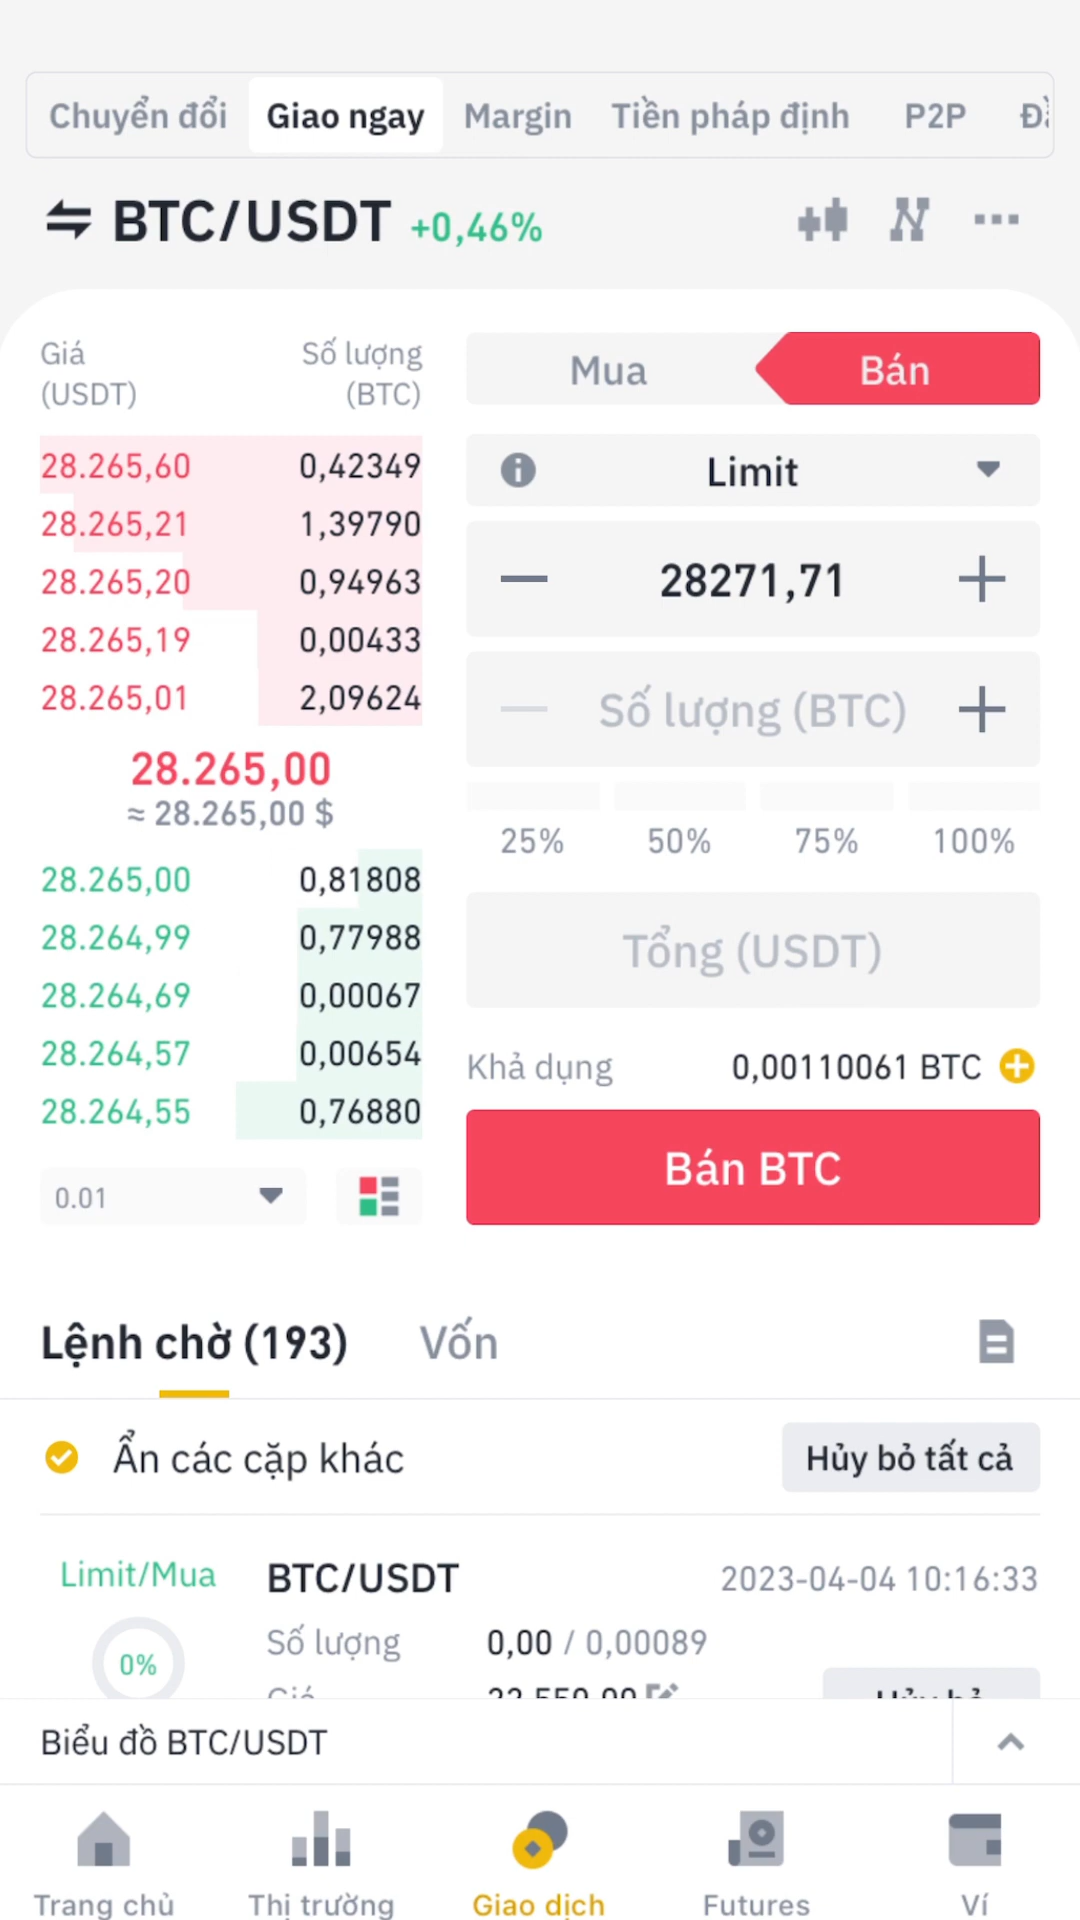 Chuyển đổi Giao ngay Margin Tiền pháp định P2P
BTC/USDT +0,46%
Giá (USDT) Số lượng (BTC)
28.265,60 0,42349
28.265,21 1,39790
28.265,20 0,94963
28.265,19 0,00433
28.265,01 2,09624
28.265,00
≈ 28.265,00 $
28.265,00 0,81808
28.264,99 0,77988
28.264,69 0,00067
28.264,57 0,00654
28.264,55 0,76880
0.01
Mua Bán
Limit
28271,71
Số lượng (BTC)
25% 50% 75% 100%
Tổng (USDT)
Khả dụng 0,00110061 BTC
Bán BTC
Lệnh chờ (193) Vốn
Ẩn các cặp khác Hủy bỏ tất cả
Limit/Mua BTC/USDT 2023-04-04 10:16:33
0% Số lượng 0,00 / 0,00089
Giá Hủy bỏ
Biểu đồ BTC/USDT
Trang chủ Thị trường Giao dịch Futures Ví